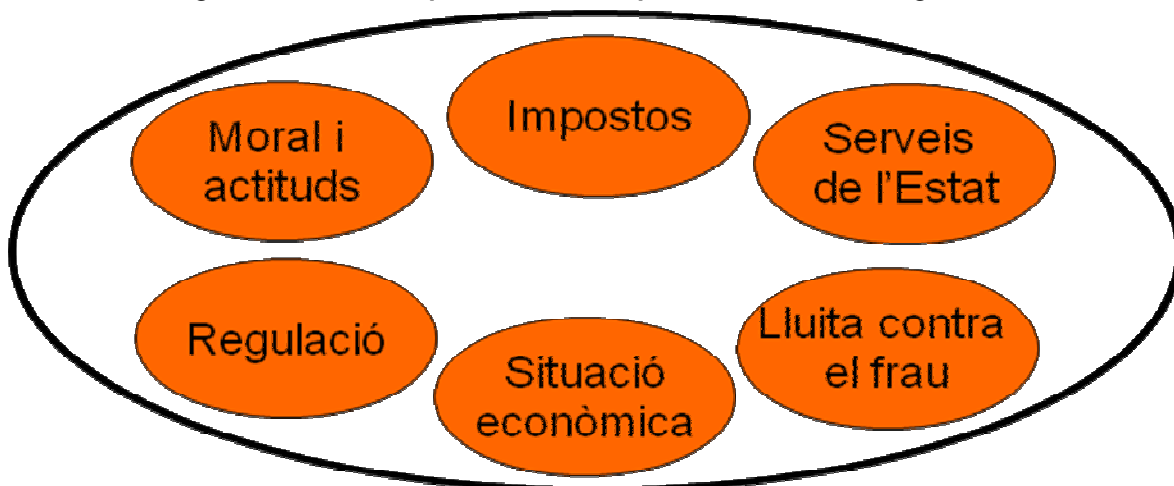 Moral i
actituds
Impostos
Serveis
de l'Estat
Regulació
Situació
econòmica
Lluita contra
el frau